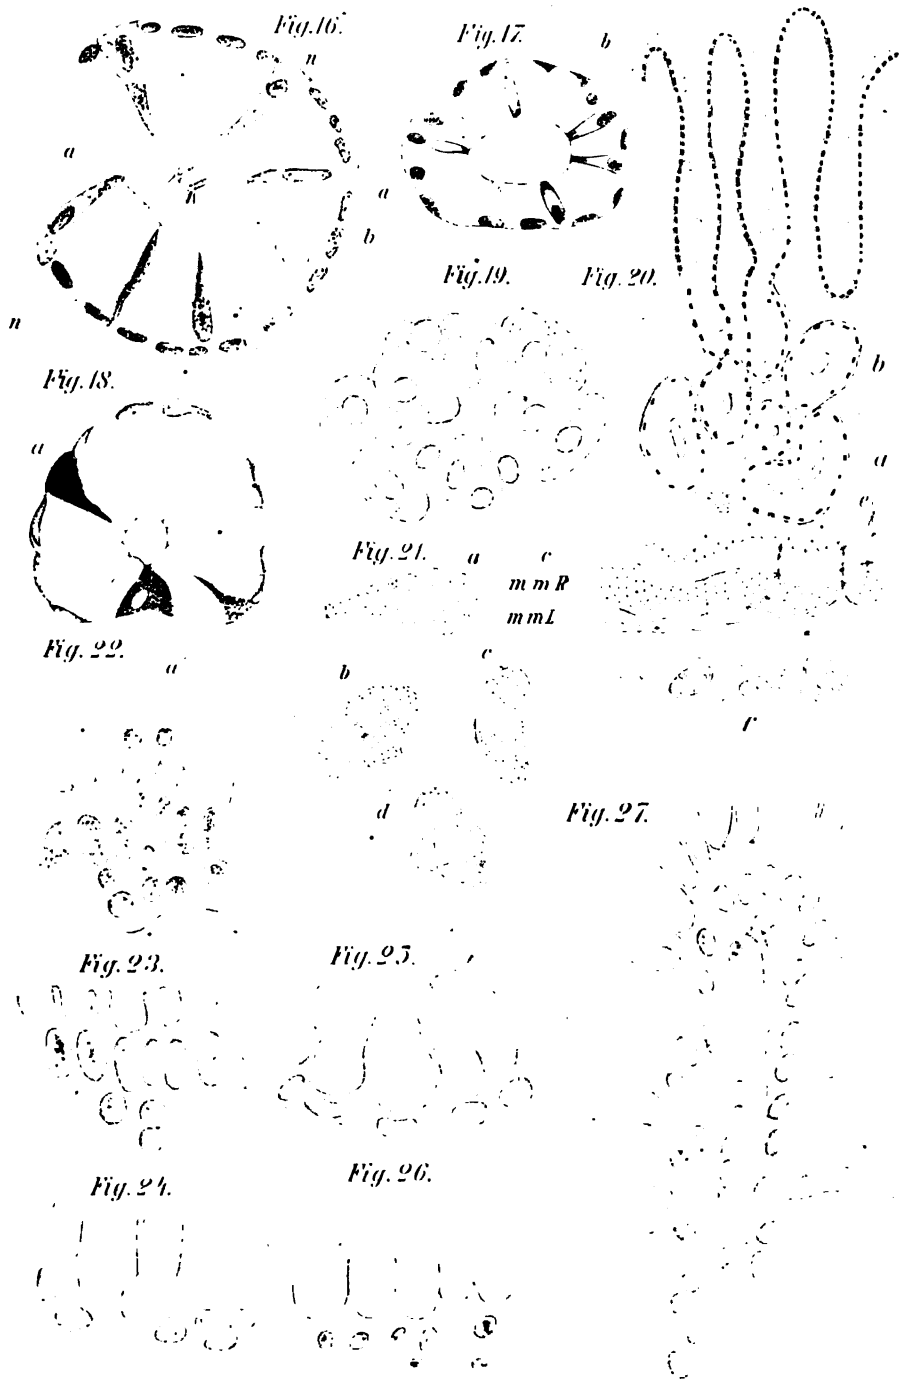 Fig. 16.
Fig. 17.
b
n
a
a
b
n
Fig. 19.
Fig. 20.
b
Fig. 18.
a
a
e
Fig. 21.
a
c
m m R
m m L
Fig. 22.
a
b
c
f
d
Fig. 27.
Fig. 23.
Fig. 25.
Fig. 24.
Fig. 26.